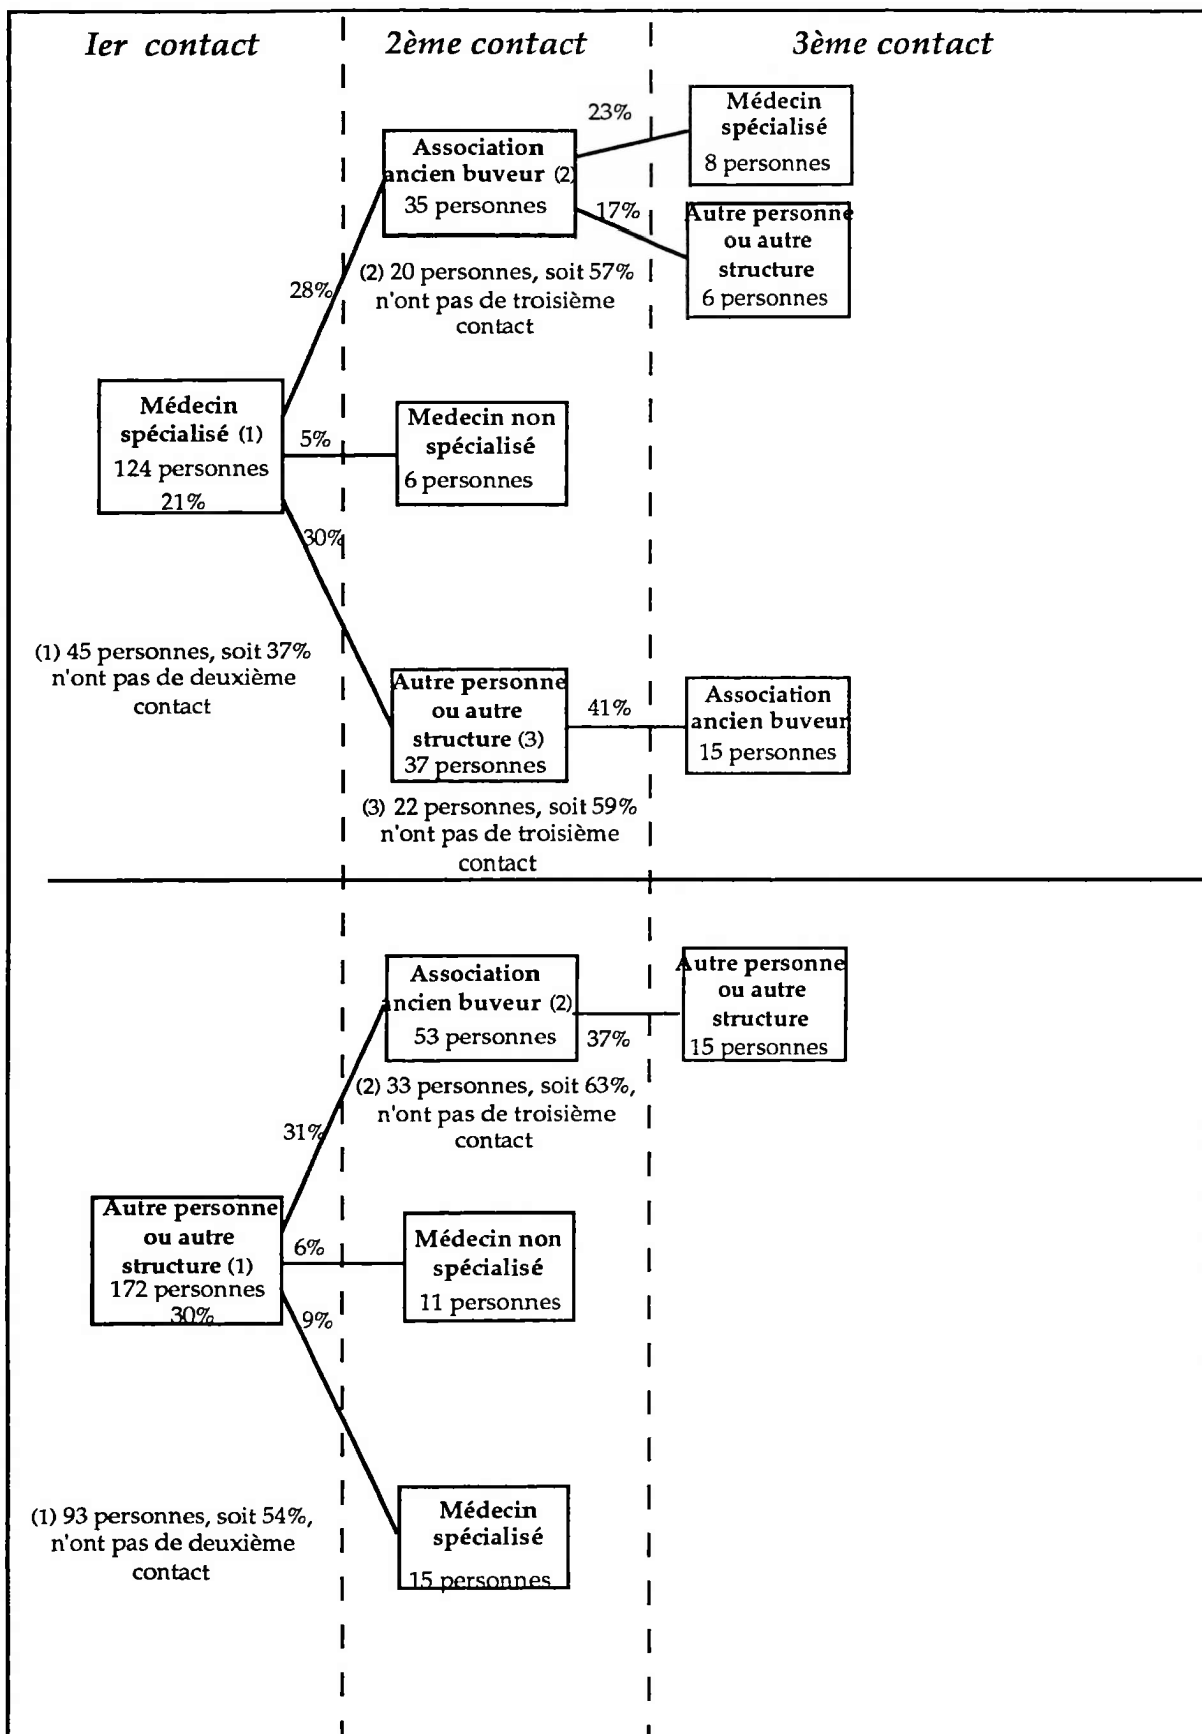 Ier contact
2ème contact
3ème contact
23%
Médecin
spécialisé
8 personnes
Association
ancien buveur (2)
35 personnes
17%
Autre personne
ou autre
structure
6 personnes
(2) 20 personnes, soit 57%
n'ont pas de troisième
contact
28%
Médecin
spécialisé (1)
124 personnes
21%
5%
Medecin non
spécialisé
6 personnes
30%
(1) 45 personnes, soit 37%
n'ont pas de deuxième
contact
Autre personne
ou autre
structure (3)
37 personnes
41%
Association
ancien buveur
15 personnes
(3) 22 personnes, soit 59%
n'ont pas de troisième
contact
Association
ancien buveur (2)
53 personnes
37%
Autre personne
ou autre
structure
15 personnes
(2) 33 personnes, soit 63%,
n'ont pas de troisième
contact
31%
Autre personne
ou autre
structure (1)
172 personnes
30%
6%
Médecin non
spécialisé
11 personnes
9%
(1) 93 personnes, soit 54%,
n'ont pas de deuxième
contact
Médecin
spécialisé
15 personnes